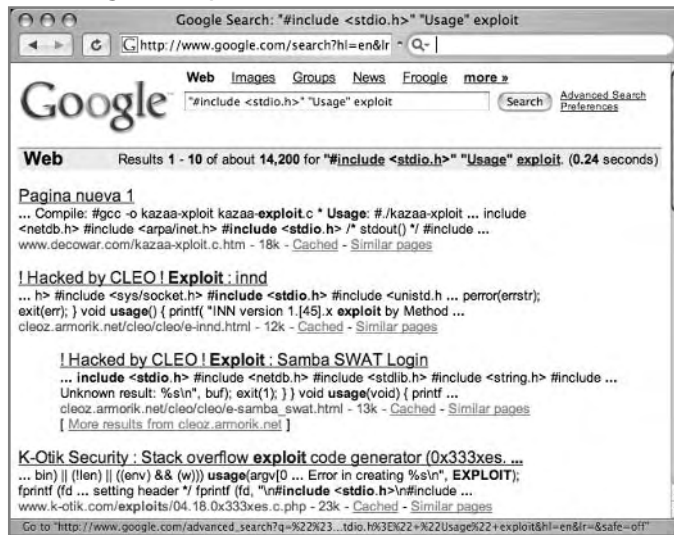 Google Search: "#include <stdio.h>" "Usage" exploit
G http://www.google.com/search?hl=en&lr
Q-
Google
Web Images Groups News Froogle more »
"#include <stdio.h>" "Usage" exploit
Search
Advanced Search
Preferences
Web Results 1 - 10 of about 14,200 for "#include <stdio.h>" "Usage" exploit. (0.24 seconds)
Pagina nueva 1
... Compile: #gcc -o kazaa-xploit kazaa-exploit.c * Usage: #./kazaa-xploit ... include
<netdb.h> #include <arpa/inet.h> #include <stdio.h> /* stdout() */ #include ...
www.decowar.com/kazaa-xploit.c.htm - 18k - Cached - Similar pages
! Hacked by CLEO ! Exploit : innd
... h> #include <sys/socket.h> #include <stdio.h> #include <unistd.h ... perror(errstr);
exit(err); } void usage() { printf( "INN version 1.[45].x exploit by Method ...
cleoz.armorik.net/cleo/cleo/e-innd.html - 12k - Cached - Similar pages
! Hacked by CLEO ! Exploit : Samba SWAT Login
... include <stdio.h> #include <netdb.h> #include <stdlib.h> #include <string.h> #include ...
Unknown result: %s\n", buf); exit(1); } } void usage(void) { printf ...
cleoz.armorik.net/cleo/cleo/e-samba_swat.html - 13k - Cached - Similar pages
[ More results from cleoz.armorik.net ]
K-Otik Security : Stack overflow exploit code generator (0x333xes. ...
... bin) || (!len) || ((env) && (w))) usage(argv[0 ... Error in creating %s\n", EXPLOIT);
fprintf (fd ... setting header */ fprintf (fd, "\n#include <stdio.h>\n#include ...
www.k-otik.com/exploits/04.18.0x333xes.c.php - 23k - Cached - Similar pages
Go to "http://www.google.com/advanced_search?q=%22%23...tdio.h%3E%22+%22Usage%22+exploit&hl=en&lr=&safe=off"